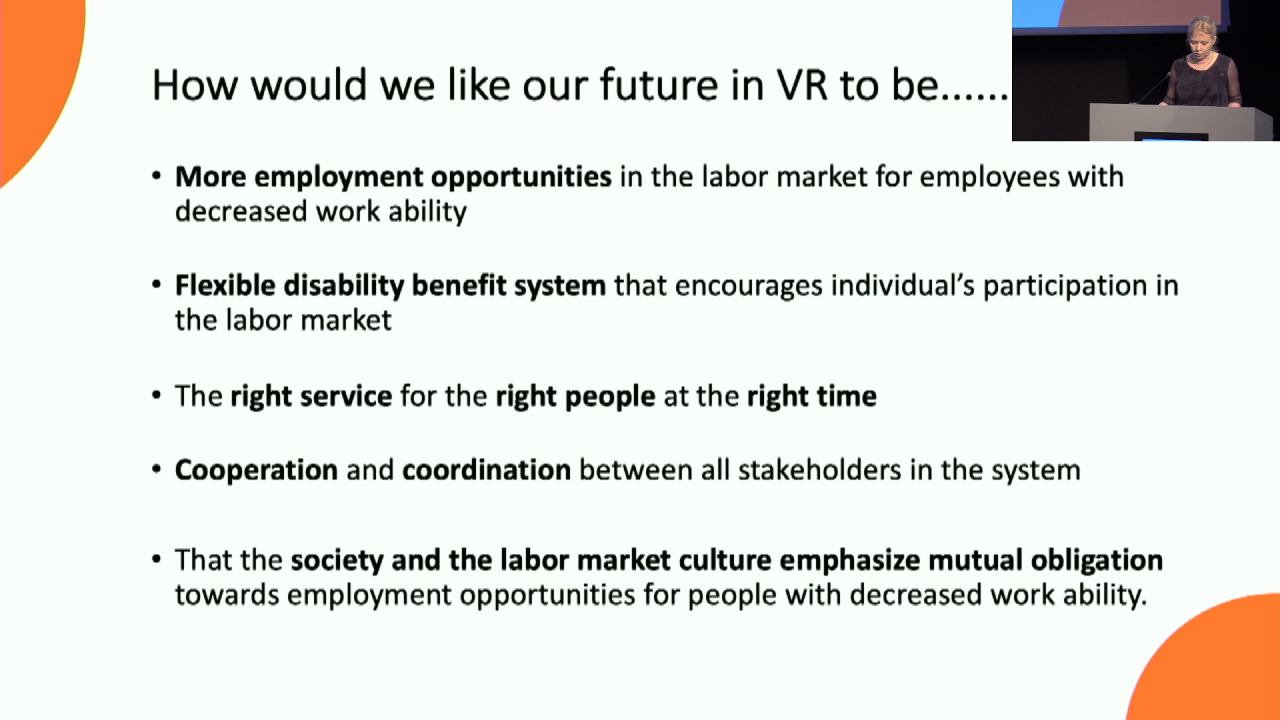 How would we like our future in VR to be......
• More employment opportunities in the labor market for employees with
decreased work ability
• Flexible disability benefit system that encourages individual’s participation in
the labor market
• The right service for the right people at the right time
• Cooperation and coordination between all stakeholders in the system
• That the society and the labor market culture emphasize mutual obligation
towards employment opportunities for people with decreased work ability.